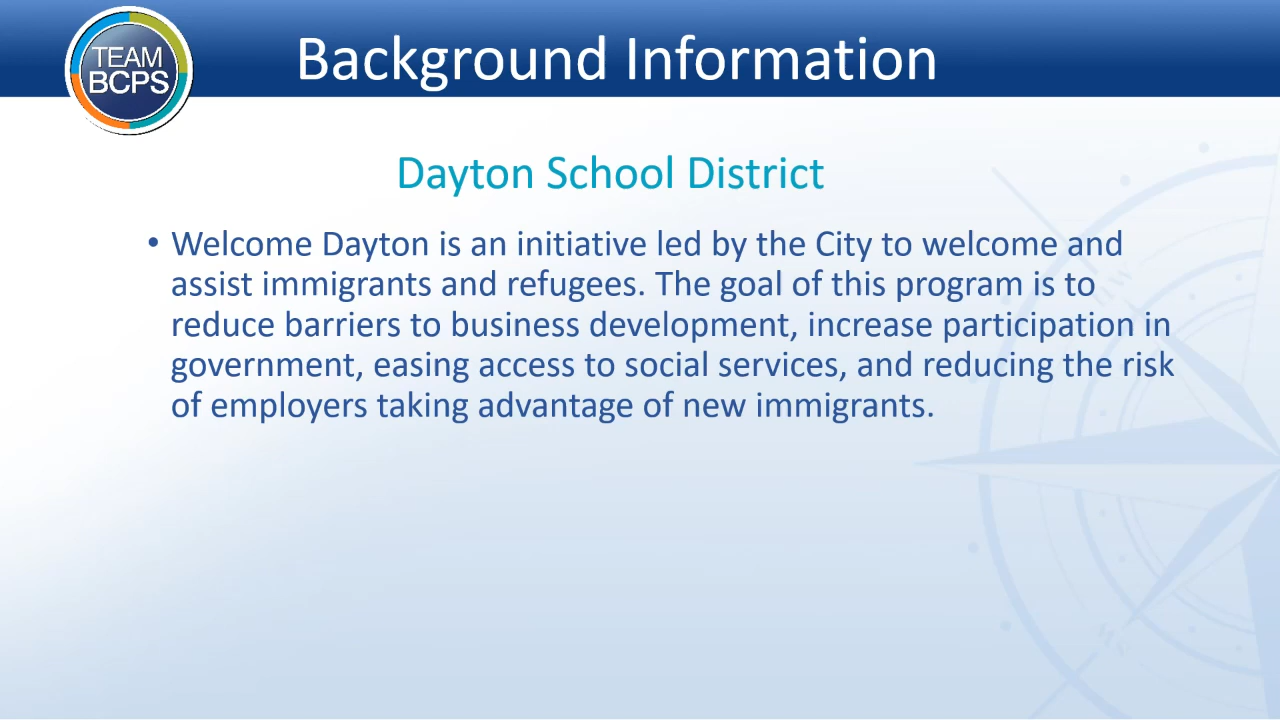 TEAM
BCPS
Background Information
Dayton School District
• Welcome Dayton is an initiative led by the City to welcome and
assist immigrants and refugees. The goal of this program is to
reduce barriers to business development, increase participation in
government, easing access to social services, and reducing the risk
of employers taking advantage of new immigrants.